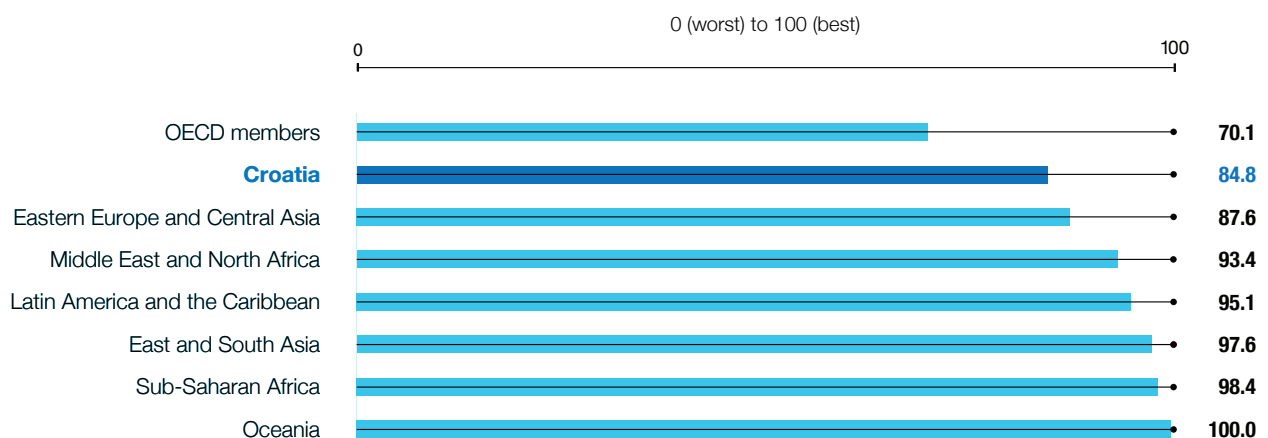 0 (worst) to 100 (best)
0 100
OECD members 70.1
Croatia 84.8
Eastern Europe and Central Asia 87.6
Middle East and North Africa 93.4
Latin America and the Caribbean 95.1
East and South Asia 97.6
Sub-Saharan Africa 98.4
Oceania 100.0